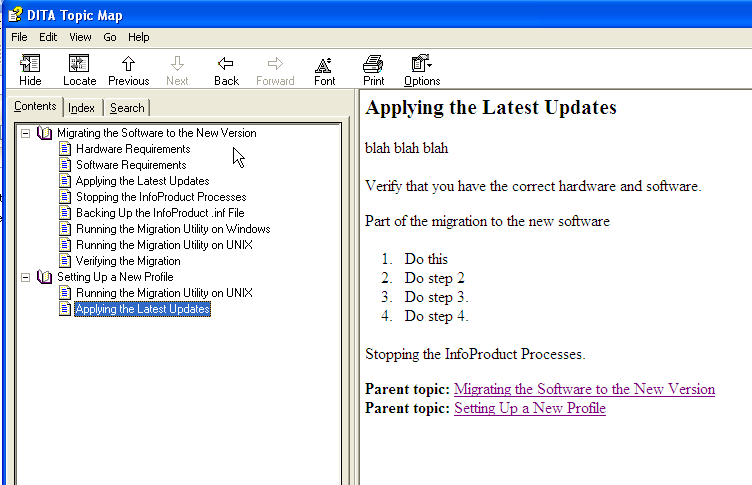 DITA Topic Map
File Edit View Go Help
Hide Locate Previous Next Back Forward Font Print Options
Contents Index Search
Migrating the Software to the New Version
Hardware Requirements
Software Requirements
Applying the Latest Updates
Stopping the InfoProduct Processes
Backing Up the InfoProduct .inf File
Running the Migration Utility on Windows
Running the Migration Utility on UNIX
Verifying the Migration
Setting Up a New Profile
Running the Migration Utility on UNIX
Applying the Latest Updates
Applying the Latest Updates
blah blah blah
Verify that you have the correct hardware and software.
Part of the migration to the new software
1. Do this
2. Do step 2
3. Do step 3.
4. Do step 4.
Stopping the InfoProduct Processes.
Parent topic: Migrating the Software to the New Version
Parent topic: Setting Up a New Profile